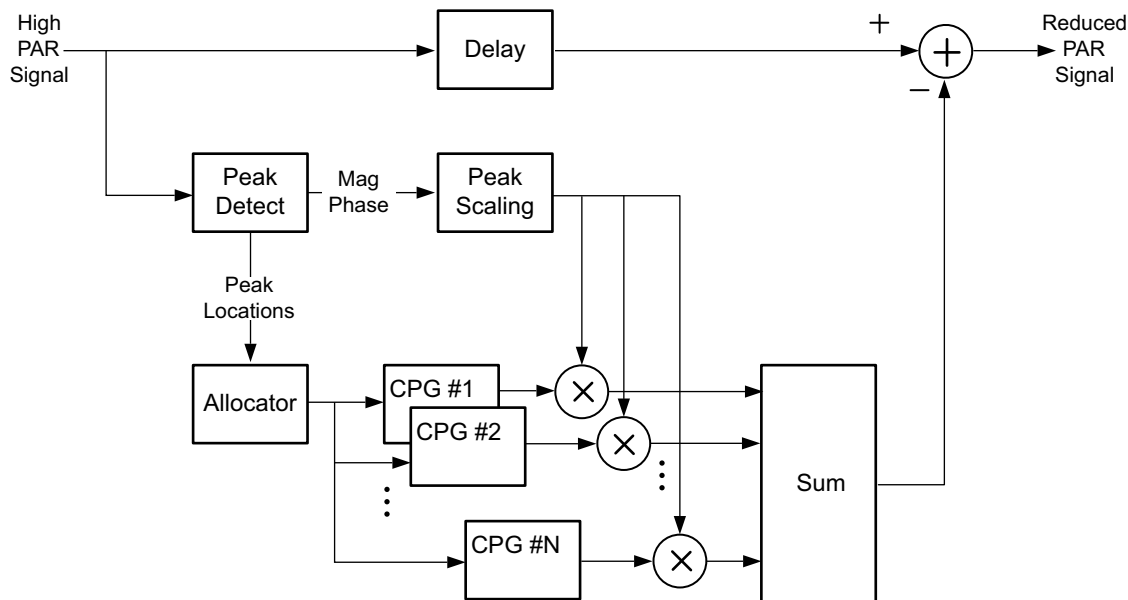 High
PAR
Signal
Delay
+
+
−
Reduced
PAR
Signal
Peak
Detect
Mag
Phase
Peak
Scaling
Peak
Locations
Allocator
CPG #1
×
CPG #2
×
CPG #N
×
Sum